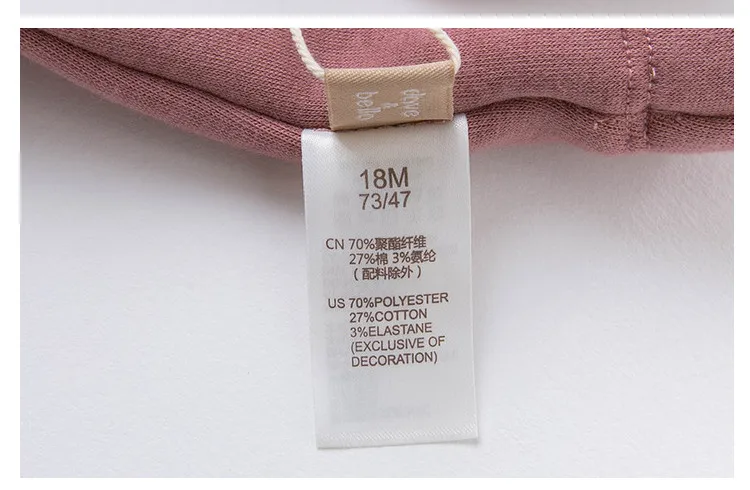 dave
&
bella
18M
73/47
CN 70%聚酯纤维
27%棉 3%氨纶
(配料除外)
US 70%POLYESTER
27%COTTON
3%ELASTANE
(EXCLUSIVE OF
DECORATION)